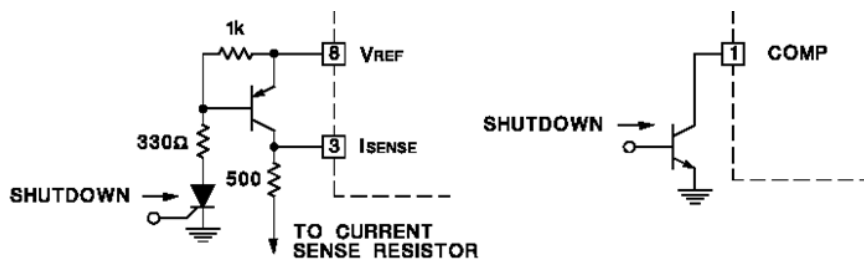 1k
8 VREF
1 COMP
SHUTDOWN
330Ω
3 ISENSE
500
SHUTDOWN
TO CURRENT
SENSE RESISTOR